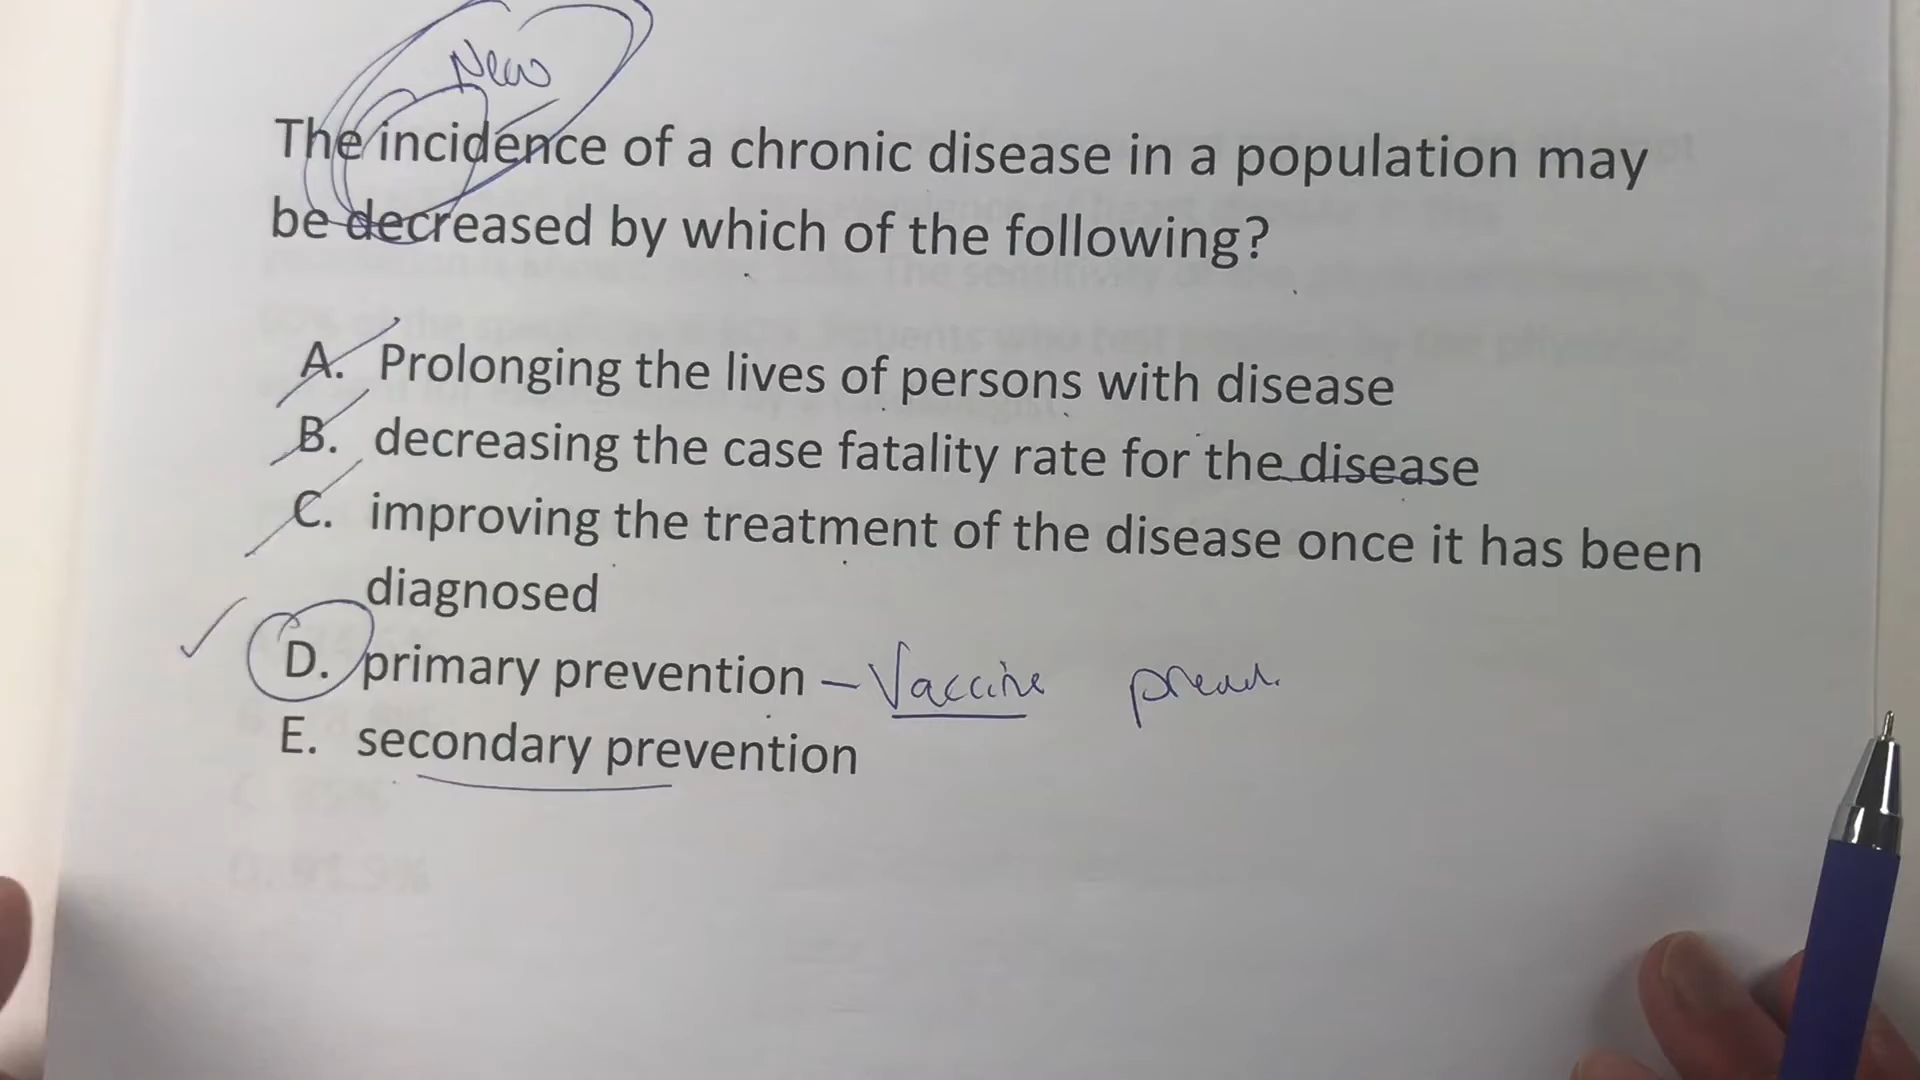 New
The incidence of a chronic disease in a population may
be decreased by which of the following?
A. Prolonging the lives of persons with disease
B. decreasing the case fatality rate for the disease
C. improving the treatment of the disease once it has been
diagnosed
D. primary prevention – Vaccine
E. secondary prevention